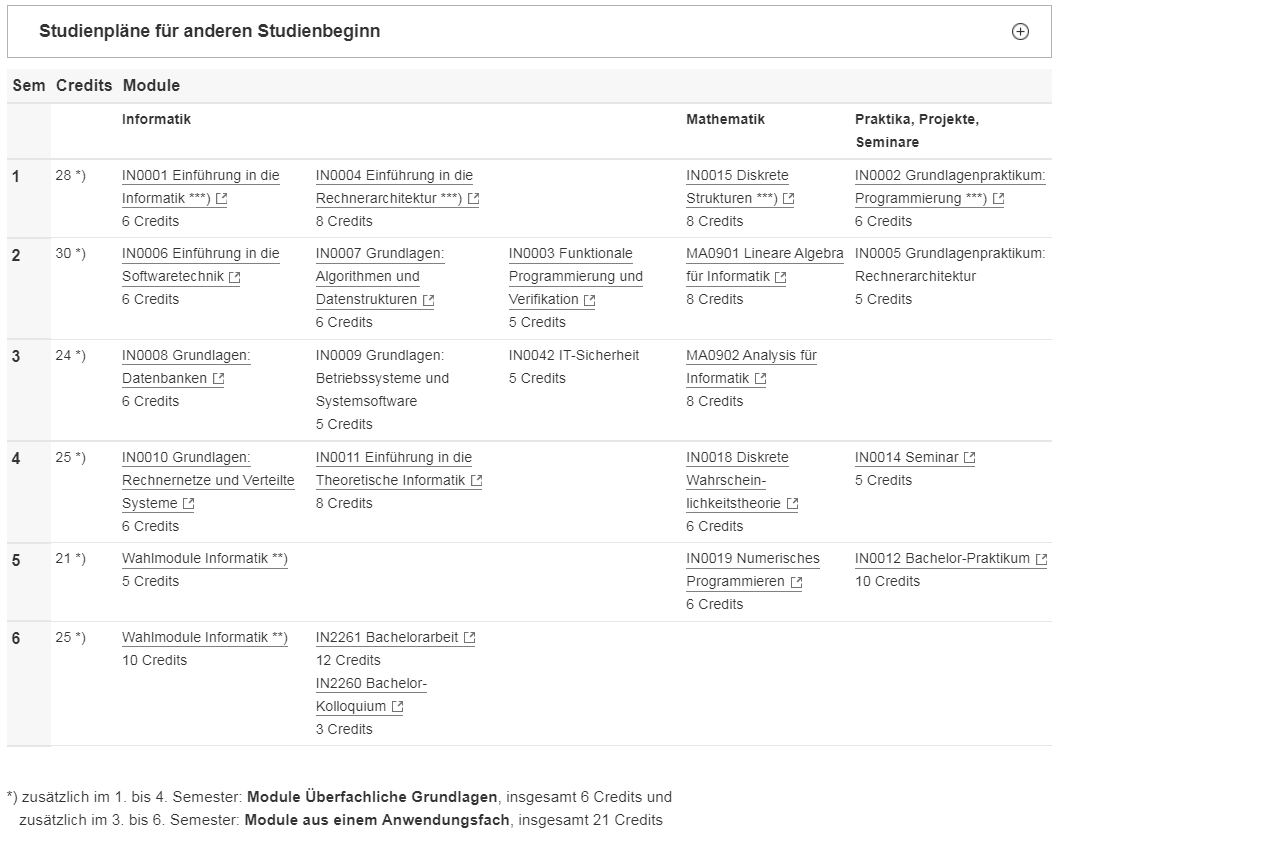 Studienpläne für anderen Studienbeginn
Sem Credits Module
Informatik
Mathematik
Praktika, Projekte,
Seminare
1
28 *)
IN0001 Einführung in die
Informatik ***)
6 Credits
IN0004 Einführung in die
Rechnerarchitektur ***)
8 Credits
IN0015 Diskrete
Strukturen ***)
8 Credits
IN0002 Grundlagenpraktikum:
Programmierung ***)
6 Credits
2
30 *)
IN0006 Einführung in die
Softwaretechnik
6 Credits
IN0007 Grundlagen:
Algorithmen und
Datenstrukturen
6 Credits
IN0003 Funktionale
Programmierung und
Verifikation
5 Credits
MA0901 Lineare Algebra
für Informatik
8 Credits
IN0005 Grundlagenpraktikum:
Rechnerarchitektur
5 Credits
3
24 *)
IN0008 Grundlagen:
Datenbanken
6 Credits
IN0009 Grundlagen:
Betriebssysteme und
Systemsoftware
5 Credits
IN0042 IT-Sicherheit
5 Credits
MA0902 Analysis für
Informatik
8 Credits
4
25 *)
IN0010 Grundlagen:
Rechnernetze und Verteilte
Systeme
6 Credits
IN0011 Einführung in die
Theoretische Informatik
8 Credits
IN0018 Diskrete
Wahrschein-
lichkeitstheorie
6 Credits
IN0014 Seminar
5 Credits
5
21 *)
Wahlmodule Informatik **)
5 Credits
IN0019 Numerisches
Programmieren
6 Credits
IN0012 Bachelor-Praktikum
10 Credits
6
25 *)
Wahlmodule Informatik **)
10 Credits
IN2261 Bachelorarbeit
12 Credits
IN2260 Bachelor-
Kolloquium
3 Credits
*) zusätzlich im 1. bis 4. Semester: Module Überfachliche Grundlagen, insgesamt 6 Credits und
zusätzlich im 3. bis 6. Semester: Module aus einem Anwendungsfach, insgesamt 21 Credits